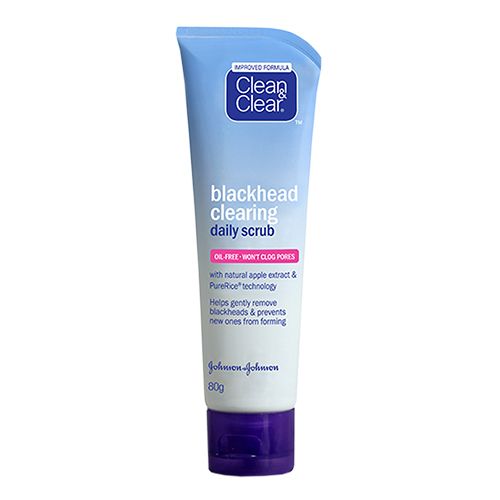 IMPROVED FORMULA
Clean
&
Clear®
™
blackhead
clearing
daily scrub
OIL-FREE • WON'T CLOG PORES
with natural apple extract &
PureRice® technology
Helps gently remove
blackheads & prevents
new ones from forming
Johnson & Johnson
80g